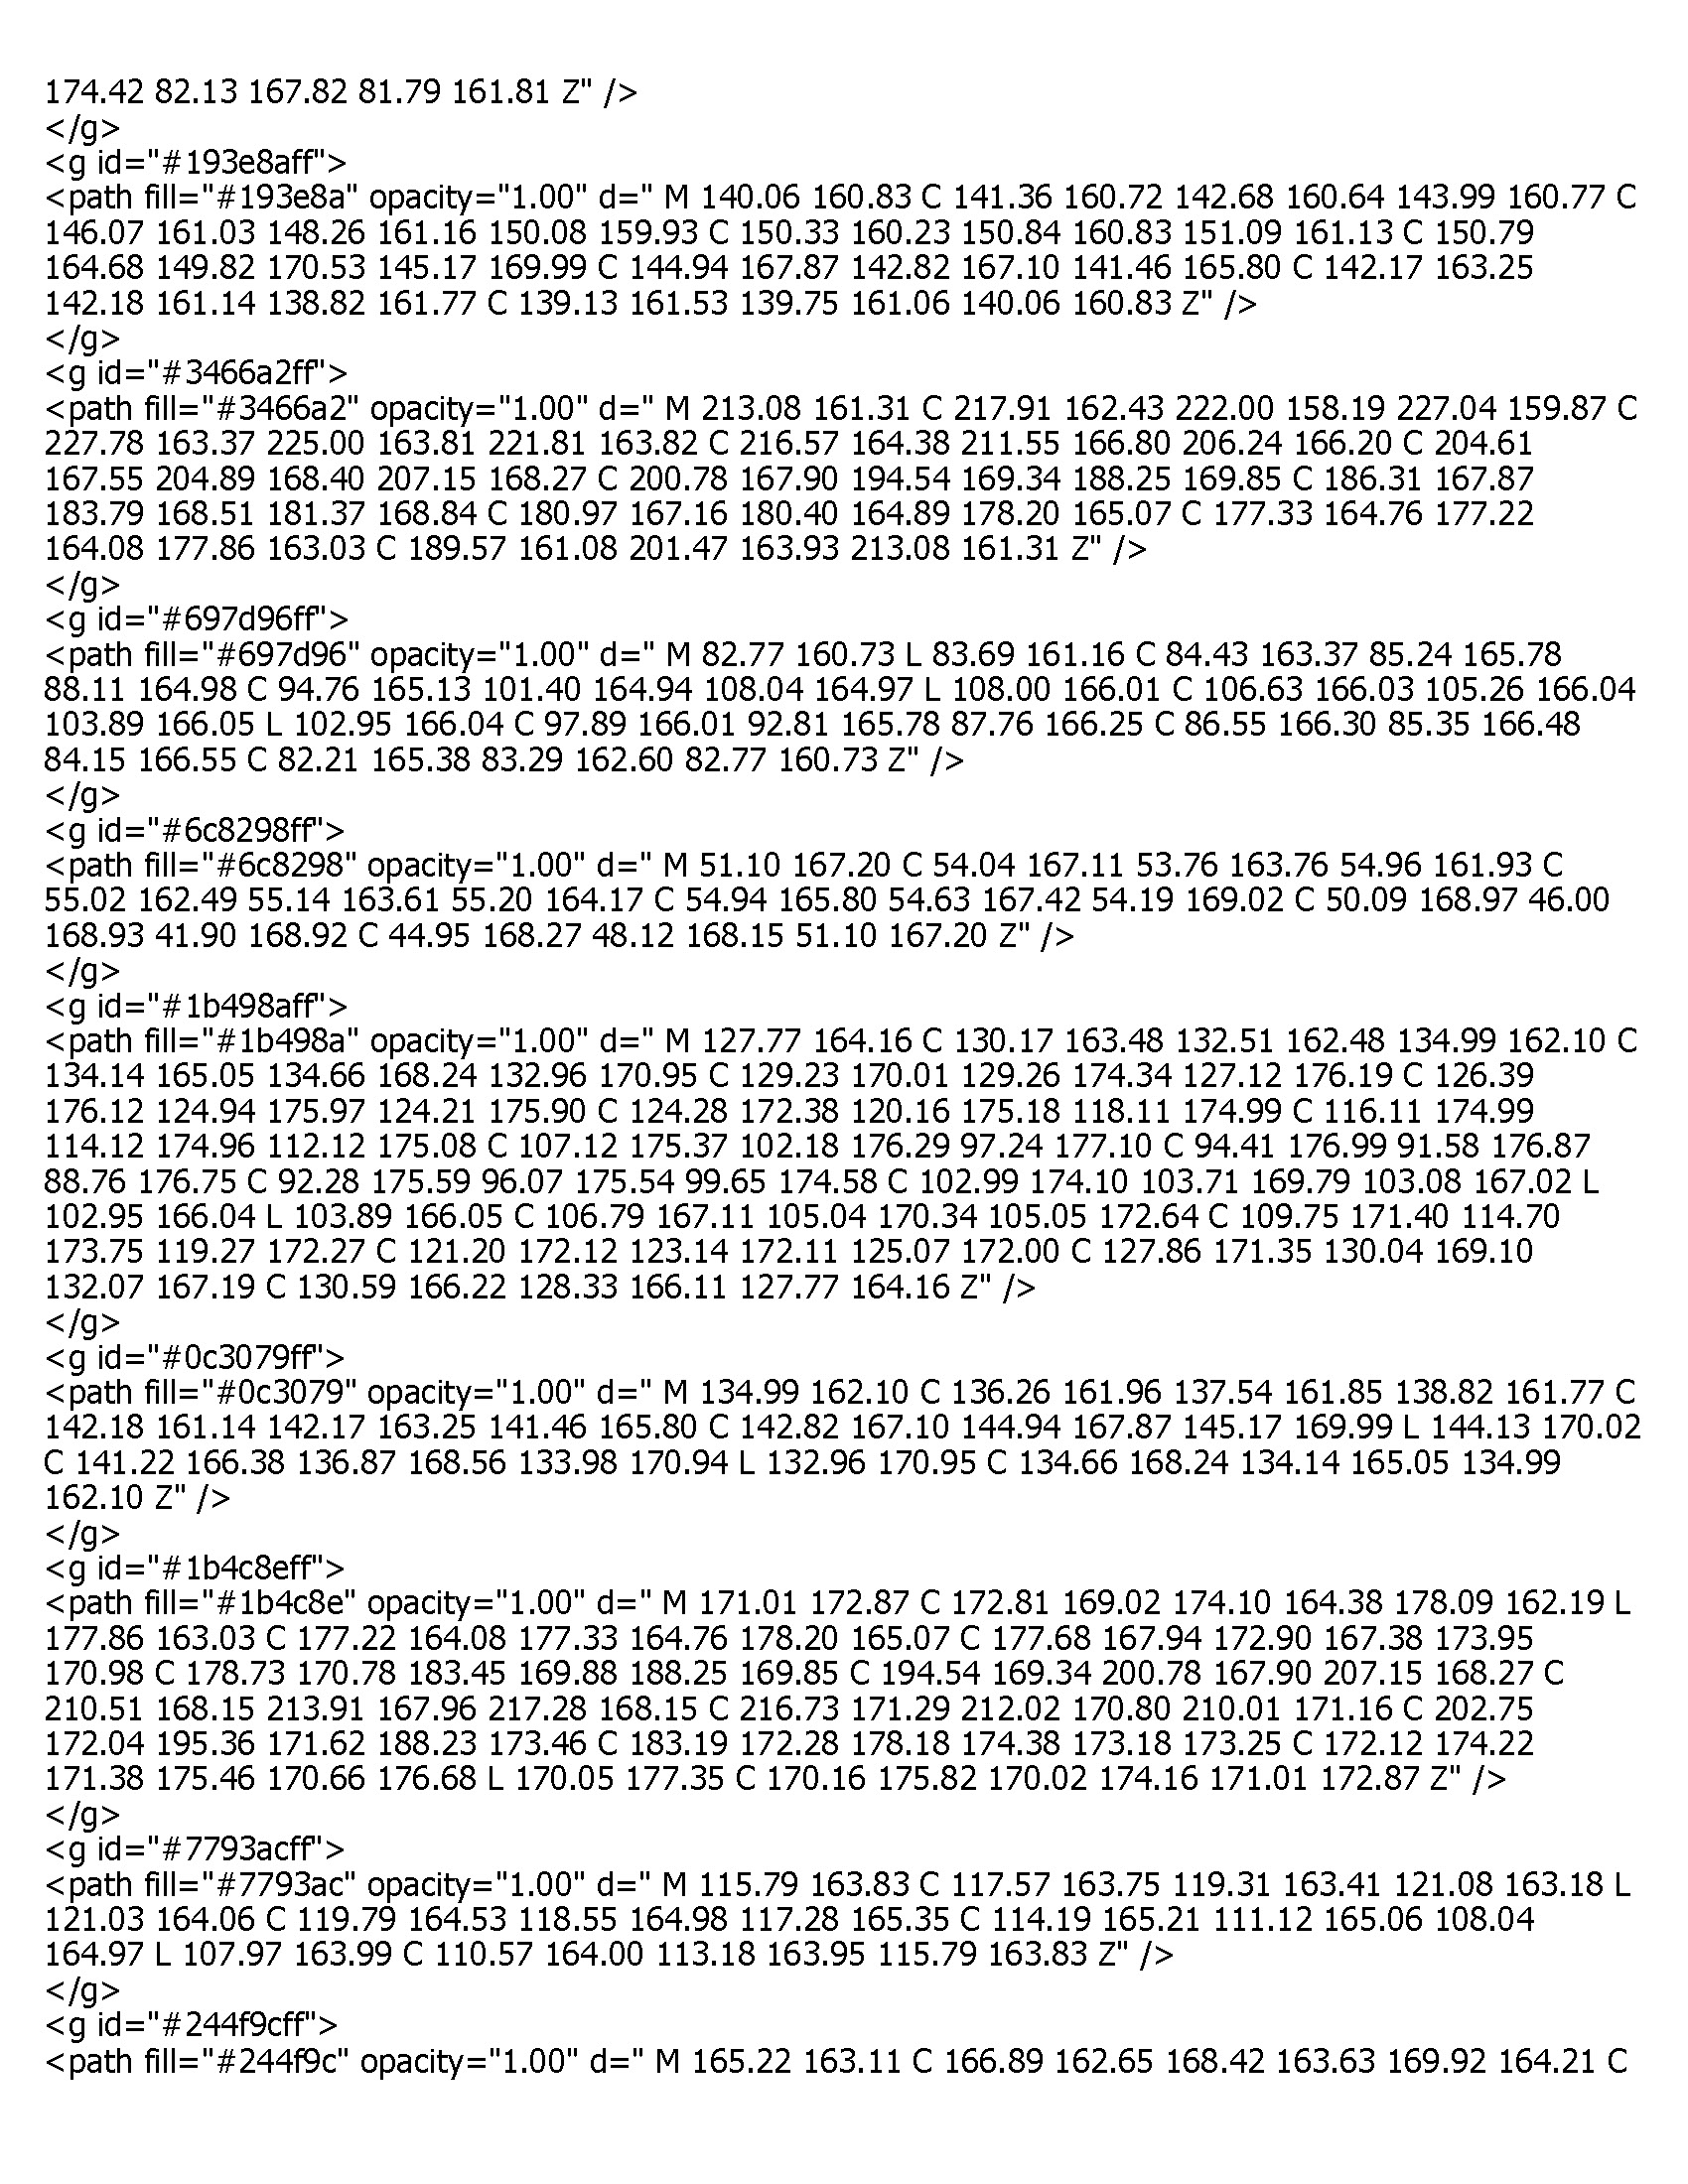 174.42 82.13 167.82 81.79 161.81 Z" />
</g>
<g id="#193e8aff">
<path fill="#193e8a" opacity="1.00" d=" M 140.06 160.83 C 141.36 160.72 142.68 160.64 143.99 160.77 C
146.07 161.03 148.26 161.16 150.08 159.93 C 150.33 160.23 150.84 160.83 151.09 161.13 C 150.79
164.68 149.82 170.53 145.17 169.99 C 144.94 167.87 142.82 167.10 141.46 165.80 C 142.17 163.25
142.18 161.14 138.82 161.77 C 139.13 161.53 139.75 161.06 140.06 160.83 Z" />
</g>
<g id="#3466a2ff">
<path fill="#3466a2" opacity="1.00" d=" M 213.08 161.31 C 217.91 162.43 222.00 158.19 227.04 159.87 C
227.78 163.37 225.00 163.81 221.81 163.82 C 216.57 164.38 211.55 166.80 206.24 166.20 C 204.61
167.55 204.89 168.40 207.15 168.27 C 200.78 167.90 194.54 169.34 188.25 169.85 C 186.31 167.87
183.79 168.51 181.37 168.84 C 180.97 167.16 180.40 164.89 178.20 165.07 C 177.33 164.76 177.22
164.08 177.86 163.03 C 189.57 161.08 201.47 163.93 213.08 161.31 Z" />
</g>
<g id="#697d96ff">
<path fill="#697d96" opacity="1.00" d=" M 82.77 160.73 L 83.69 161.16 C 84.43 163.37 85.24 165.78
88.11 164.98 C 94.76 165.13 101.40 164.94 108.04 164.97 L 108.00 166.01 C 106.63 166.03 105.26 166.04
103.89 166.05 L 102.95 166.04 C 97.89 166.01 92.81 165.78 87.76 166.25 C 86.55 166.30 85.35 166.48
84.15 166.55 C 82.21 165.38 83.29 162.60 82.77 160.73 Z" />
</g>
<g id="#6c8298ff">
<path fill="#6c8298" opacity="1.00" d=" M 51.10 167.20 C 54.04 167.11 53.76 163.76 54.96 161.93 C
55.02 162.49 55.14 163.61 55.20 164.17 C 54.94 165.80 54.63 167.42 54.19 169.02 C 50.09 168.97 46.00
168.93 41.90 168.92 C 44.95 168.27 48.12 168.15 51.10 167.20 Z" />
</g>
<g id="#1b498aff">
<path fill="#1b498a" opacity="1.00" d=" M 127.77 164.16 C 130.17 163.48 132.51 162.48 134.99 162.10 C
134.14 165.05 134.66 168.24 132.96 170.95 C 129.23 170.01 129.26 174.34 127.12 176.19 C 126.39
176.12 124.94 175.97 124.21 175.90 C 124.28 172.38 120.16 175.18 118.11 174.99 C 116.11 174.99
114.12 174.96 112.12 175.08 C 107.12 175.37 102.18 176.29 97.24 177.10 C 94.41 176.99 91.58 176.87
88.76 176.75 C 92.28 175.59 96.07 175.54 99.65 174.58 C 102.99 174.10 103.71 169.79 103.08 167.02 L
102.95 166.04 L 103.89 166.05 C 106.79 167.11 105.04 170.34 105.05 172.64 C 109.75 171.40 114.70
173.75 119.27 172.27 C 121.20 172.12 123.14 172.11 125.07 172.00 C 127.86 171.35 130.04 169.10
132.07 167.19 C 130.59 166.22 128.33 166.11 127.77 164.16 Z" />
</g>
<g id="#0c3079ff">
<path fill="#0c3079" opacity="1.00" d=" M 134.99 162.10 C 136.26 161.96 137.54 161.85 138.82 161.77 C
142.18 161.14 142.17 163.25 141.46 165.80 C 142.82 167.10 144.94 167.87 145.17 169.99 L 144.13 170.02
C 141.22 166.38 136.87 168.56 133.98 170.94 L 132.96 170.95 C 134.66 168.24 134.14 165.05 134.99
162.10 Z" />
</g>
<g id="#1b4c8eff">
<path fill="#1b4c8e" opacity="1.00" d=" M 171.01 172.87 C 172.81 169.02 174.10 164.38 178.09 162.19 L
177.86 163.03 C 177.22 164.08 177.33 164.76 178.20 165.07 C 177.68 167.94 172.90 167.38 173.95
170.98 C 178.73 170.78 183.45 169.88 188.25 169.85 C 194.54 169.34 200.78 167.90 207.15 168.27 C
210.51 168.15 213.91 167.96 217.28 168.15 C 216.73 171.29 212.02 170.80 210.01 171.16 C 202.75
172.04 195.36 171.62 188.23 173.46 C 183.19 172.28 178.18 174.38 173.18 173.25 C 172.12 174.22
171.38 175.46 170.66 176.68 L 170.05 177.35 C 170.16 175.82 170.02 174.16 171.01 172.87 Z" />
</g>
<g id="#7793acff">
<path fill="#7793ac" opacity="1.00" d=" M 115.79 163.83 C 117.57 163.75 119.31 163.41 121.08 163.18 L
121.03 164.06 C 119.79 164.53 118.55 164.98 117.28 165.35 C 114.19 165.21 111.12 165.06 108.04
164.97 L 107.97 163.99 C 110.57 164.00 113.18 163.95 115.79 163.83 Z" />
</g>
<g id="#244f9cff">
<path fill="#244f9c" opacity="1.00" d=" M 165.22 163.11 C 166.89 162.65 168.42 163.63 169.92 164.21 C